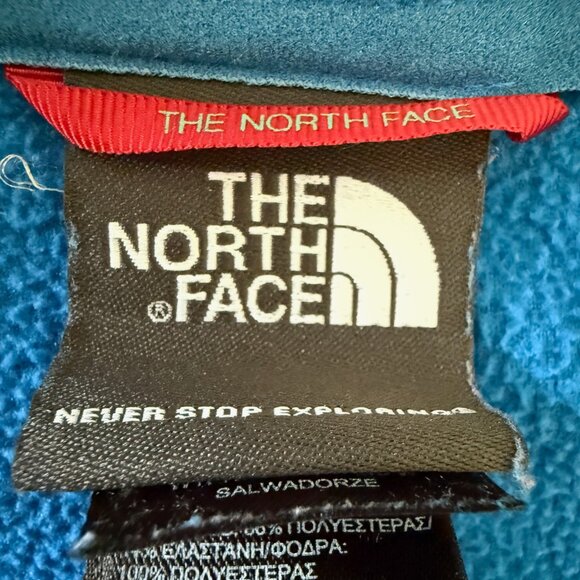 THE NORTH FACE
THE
NORTH
®FACE
NEVER STOP EXPLORING®
SALWADORZE
ΠΟΛΥΕΣΤΕΡΑΣ/
ΕΛΑΣΤΑΝΗ/ΦΟΔΡΑ:
100% ΠΟΛΥΕΣΤΕΡΑΣ